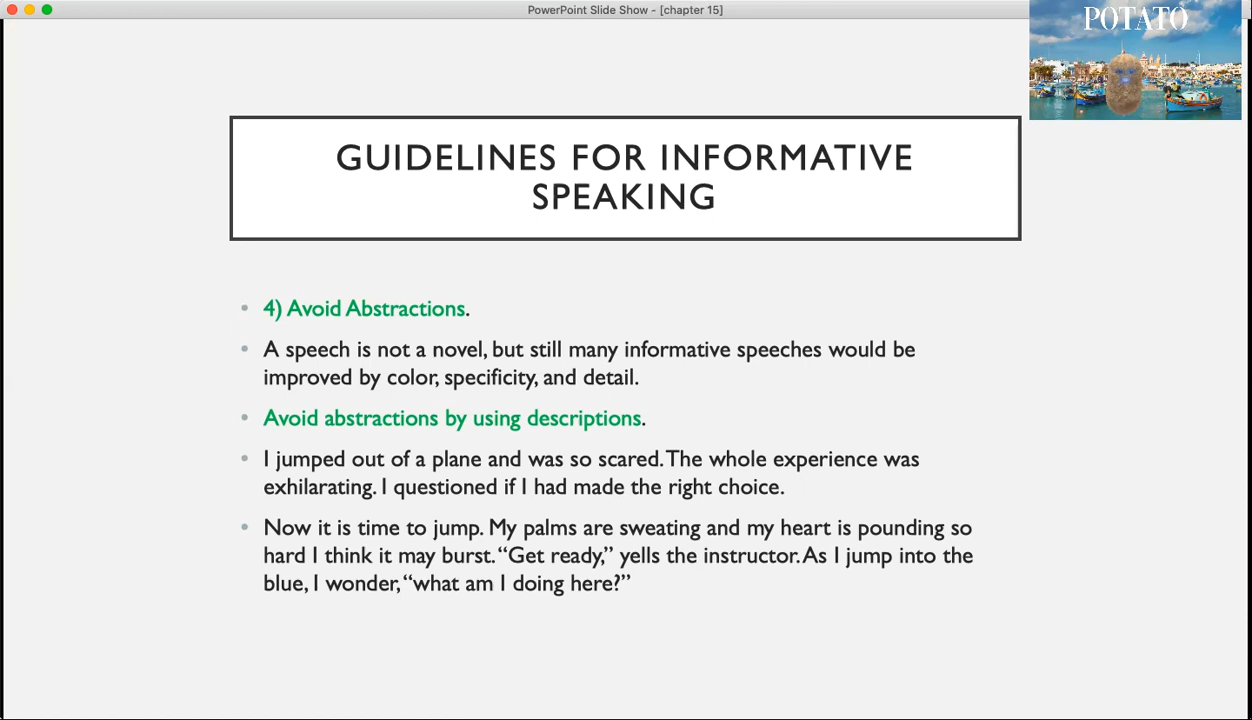 PowerPoint Slide Show - [chapter 15]
POTATO
GUIDELINES FOR INFORMATIVE
SPEAKING
• 4) Avoid Abstractions.
• A speech is not a novel, but still many informative speeches would be
improved by color, specificity, and detail.
• Avoid abstractions by using descriptions.
• I jumped out of a plane and was so scared. The whole experience was
exhilarating. I questioned if I had made the right choice.
• Now it is time to jump. My palms are sweating and my heart is pounding so
hard I think it may burst. “Get ready,” yells the instructor. As I jump into the
blue, I wonder, “what am I doing here?”